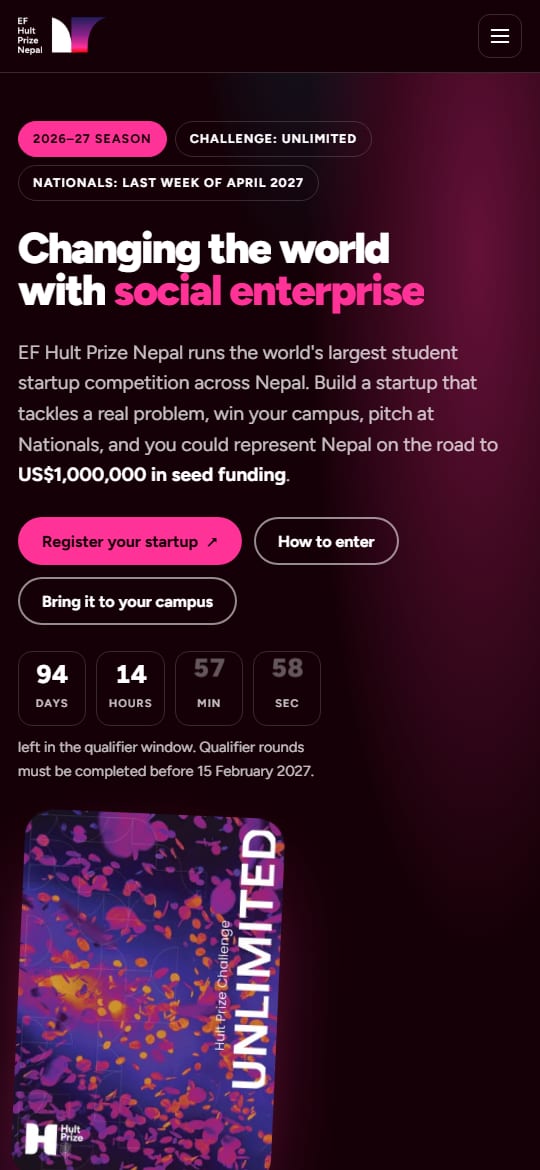 EF
Hult
Prize
Nepal
2026–27 SEASON
CHALLENGE: UNLIMITED
NATIONALS: LAST WEEK OF APRIL 2027
Changing the world
with social enterprise
EF Hult Prize Nepal runs the world's largest student
startup competition across Nepal. Build a startup that
tackles a real problem, win your campus, pitch at
Nationals, and you could represent Nepal on the road to
US$1,000,000 in seed funding.
Register your startup ↗
How to enter
Bring it to your campus
94
DAYS
14
HOURS
57
MIN
58
SEC
left in the qualifier window. Qualifier rounds
must be completed before 15 February 2027.
Hult Prize Challenge
UNLIMITED
H
Hult
Prize